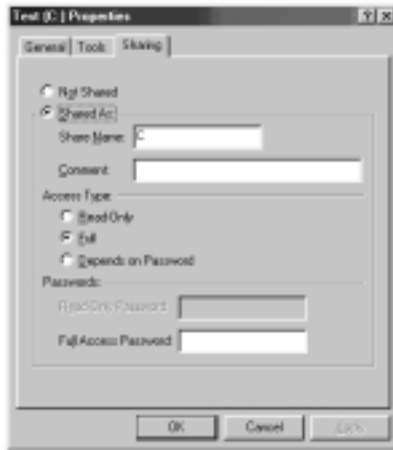 Test (C:) Properties
General Tools Sharing
Not Shared
Shared As:
Share Name: C
Comment:
Access Type:
Read Only
Full
Depends on Password
Passwords:
Read-Only Password:
Full Access Password:
OK Cancel Apply